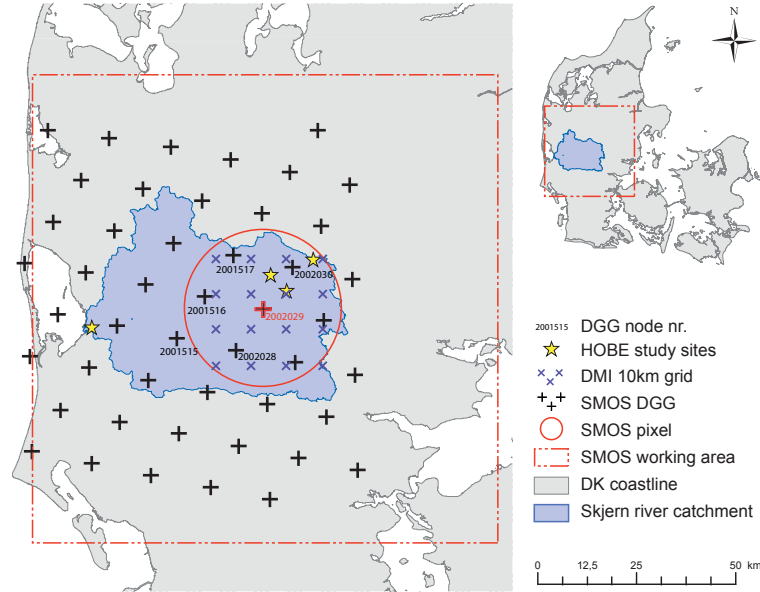 N
2001517
2002030
2001516
2002029
2001515
2002028
2001515 DGG node nr.
HOBE study sites
DMI 10km grid
SMOS DGG
SMOS pixel
SMOS working area
DK coastline
Skjern river catchment
0 12,5 25 50 km